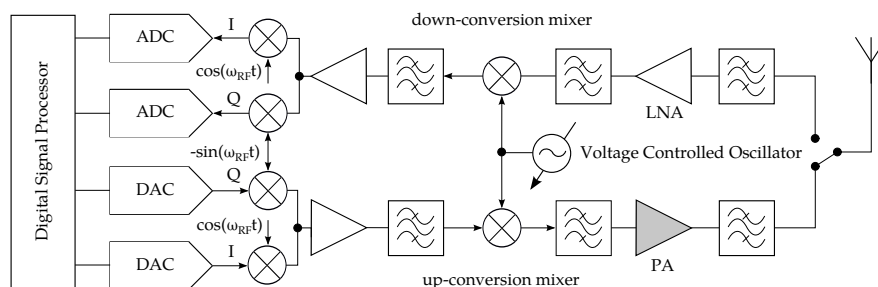 Digital Signal Processor
ADC
I
cos(ω_RF t)
down-conversion mixer
ADC
Q
LNA
-sin(ω_RF t)
Voltage Controlled Oscillator
DAC
Q
cos(ω_RF t)
DAC
I
PA
up-conversion mixer